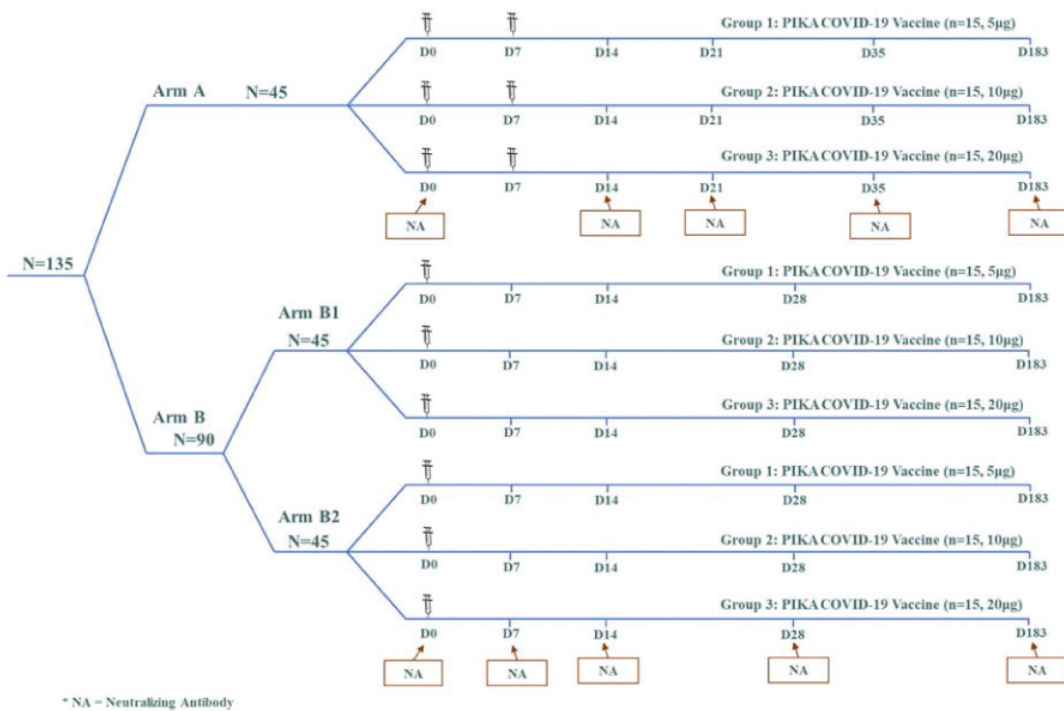 Group 1: PIKA COVID-19 Vaccine (n=15, 5µg)
D0 D7 D14 D21 D35 D183
Arm A N=45
Group 2: PIKA COVID-19 Vaccine (n=15, 10µg)
D0 D7 D14 D21 D35 D183
Group 3: PIKA COVID-19 Vaccine (n=15, 20µg)
D0 D7 D14 D21 D35 D183
NA NA NA NA NA
N=135
Group 1: PIKA COVID-19 Vaccine (n=15, 5µg)
D0 D7 D14 D28 D183
Arm B1
N=45
Group 2: PIKA COVID-19 Vaccine (n=15, 10µg)
D0 D7 D14 D28 D183
Group 3: PIKA COVID-19 Vaccine (n=15, 20µg)
D0 D7 D14 D28 D183
Arm B
N=90
Group 1: PIKA COVID-19 Vaccine (n=15, 5µg)
D0 D7 D14 D28 D183
Arm B2
N=45
Group 2: PIKA COVID-19 Vaccine (n=15, 10µg)
D0 D7 D14 D28 D183
Group 3: PIKA COVID-19 Vaccine (n=15, 20µg)
D0 D7 D14 D28 D183
NA NA NA NA NA
* NA = Neutralizing Antibody